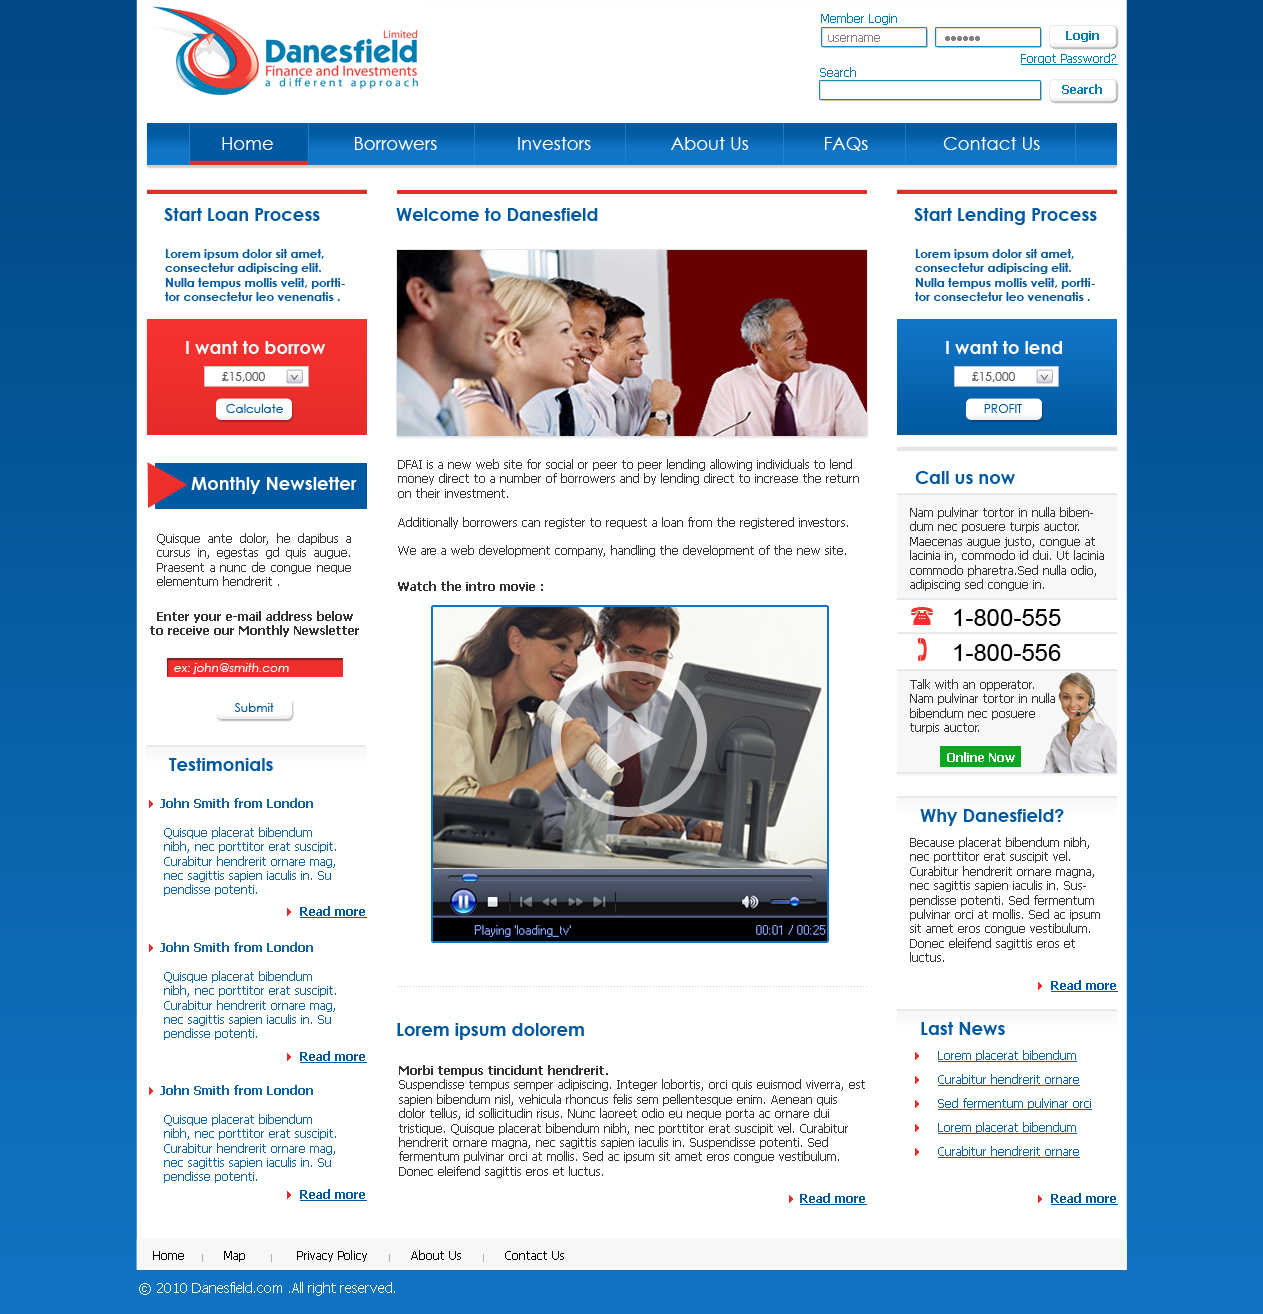 Limited
Danesfield
Finance and Investments
a different approach
Member Login
username
Login
Forgot Password?
Search
Search
Home Borrowers Investors About Us FAQs Contact Us
Start Loan Process
Lorem ipsum dolor sit amet,
consectetur adipiscing elit.
Nulla tempus mollis velit, portti-
tor consectetur leo venenatis .
I want to borrow
£15,000
Calculate
Monthly Newsletter
Quisque ante dolor, he dapibus a
cursus in, egestas gd quis augue.
Praesent a nunc de congue neque
elementum hendrerit .
Enter your e-mail address below
to receive our Monthly Newsletter
ex: john@smith.com
Submit
Testimonials
John Smith from London
Quisque placerat bibendum
nibh, nec porttitor erat suscipit.
Curabitur hendrerit ornare mag,
nec sagittis sapien iaculis in. Su
pendisse potenti.
Read more
John Smith from London
Quisque placerat bibendum
nibh, nec porttitor erat suscipit.
Curabitur hendrerit ornare mag,
nec sagittis sapien iaculis in. Su
pendisse potenti.
Read more
John Smith from London
Quisque placerat bibendum
nibh, nec porttitor erat suscipit.
Curabitur hendrerit ornare mag,
nec sagittis sapien iaculis in. Su
pendisse potenti.
Read more
Welcome to Danesfield
DFAI is a new web site for social or peer to peer lending allowing individuals to lend
money direct to a number of borrowers and by lending direct to increase the return
on their investment.
Additionally borrowers can register to request a loan from the registered investors.
We are a web development company, handling the development of the new site.
Watch the intro movie :
Playing 'loading_tv' 00:01 / 00:25
Lorem ipsum dolorem
Morbi tempus tincidunt hendrerit.
Suspendisse tempus semper adipiscing. Integer lobortis, orci quis euismod viverra, est
sapien bibendum nisl, vehicula rhoncus felis sem pellentesque enim. Aenean quis
dolor tellus, id sollicitudin risus. Nunc laoreet odio eu neque porta ac ornare dui
tristique. Quisque placerat bibendum nibh, nec porttitor erat suscipit vel. Curabitur
hendrerit ornare magna, nec sagittis sapien iaculis in. Suspendisse potenti. Sed
fermentum pulvinar orci at mollis. Sed ac ipsum sit amet eros congue vestibulum.
Donec eleifend sagittis eros et luctus.
Read more
Start Lending Process
Lorem ipsum dolor sit amet,
consectetur adipiscing elit.
Nulla tempus mollis velit, portti-
tor consectetur leo venenatis .
I want to lend
£15,000
PROFIT
Call us now
Nam pulvinar tortor in nulla biben-
dum nec posuere turpis auctor.
Maecenas augue justo, congue at
lacinia in, commodo id dui. Ut lacinia
commodo pharetra.Sed nulla odio,
adipiscing sed congue in.
1-800-555
1-800-556
Talk with an opperator.
Nam pulvinar tortor in nulla
bibendum nec posuere
turpis auctor.
Online Now
Why Danesfield?
Because placerat bibendum nibh,
nec porttitor erat suscipit vel.
Curabitur hendrerit ornare magna,
nec sagittis sapien iaculis in. Sus-
pendisse potenti. Sed fermentum
pulvinar orci at mollis. Sed ac ipsum
sit amet eros congue vestibulum.
Donec eleifend sagittis eros et
luctus.
Read more
Last News
Lorem placerat bibendum
Curabitur hendrerit ornare
Sed fermentum pulvinar orci
Lorem placerat bibendum
Curabitur hendrerit ornare
Read more
Home Map Privacy Policy About Us Contact Us
© 2010 Danesfield.com .All right reserved.